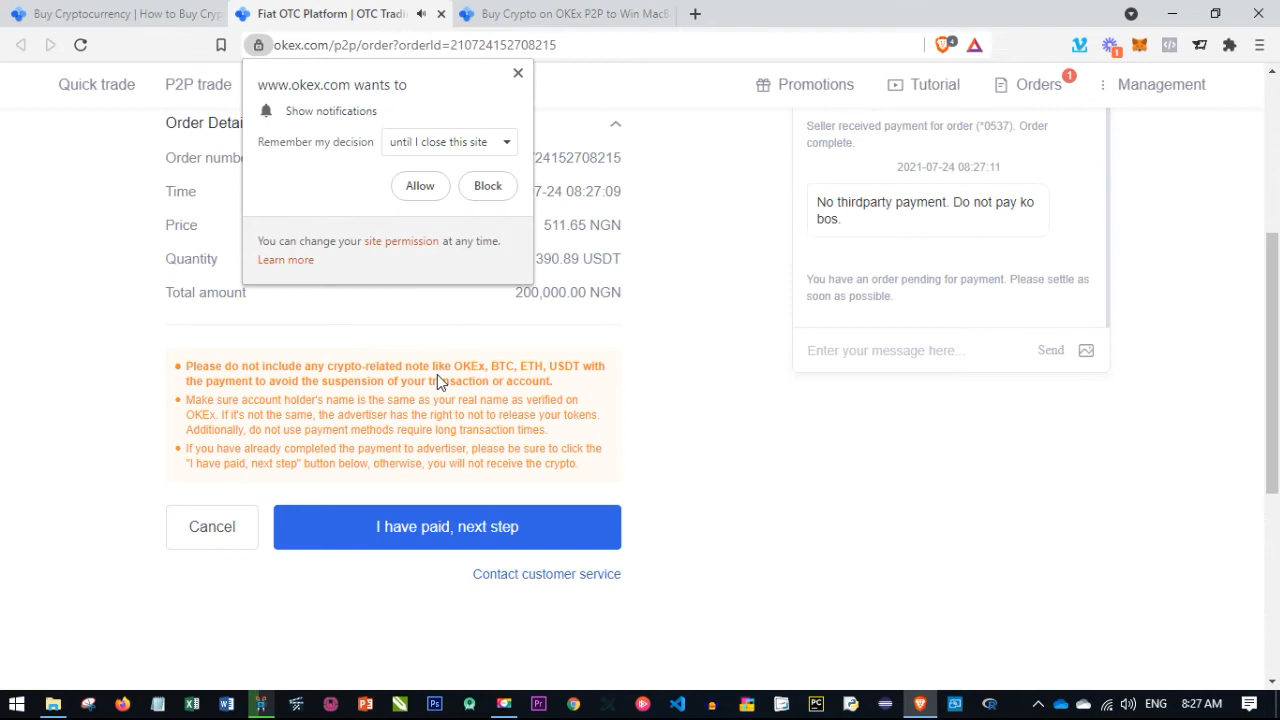 Buy Cryptocurrency | How to Buy Cryp
Fiat OTC Platform | OTC Tradi
Buy Crypto on OKEx P2P to Win MacB
okex.com/p2p/order?orderId=210724152708215
4
1
Quick trade
P2P trade
Promotions
Tutorial
Orders
1
Management
www.okex.com wants to
Show notifications
Remember my decision
until I close this site
Allow
Block
You can change your site permission at any time.
Learn more
Order Detai
Order numbe
24152708215
Time
7-24 08:27:09
Price
511.65 NGN
Quantity
390.89 USDT
Total amount
200,000.00 NGN
Please do not include any crypto-related note like OKEx, BTC, ETH, USDT with
the payment to avoid the suspension of your transaction or account.
Make sure account holder's name is the same as your real name as verified on
OKEx. If it's not the same, the advertiser has the right to not to release your tokens.
Additionally, do not use payment methods require long transaction times.
If you have already completed the payment to advertiser, please be sure to click the
"I have paid, next step" button below, otherwise, you will not receive the crypto.
Cancel
I have paid, next step
Contact customer service
Seller received payment for order (*0537). Order
complete.
2021-07-24 08:27:11
No thirdparty payment. Do not pay ko
bos.
You have an order pending for payment. Please settle as
soon as possible.
Enter your message here...
Send
ENG
8:27 AM